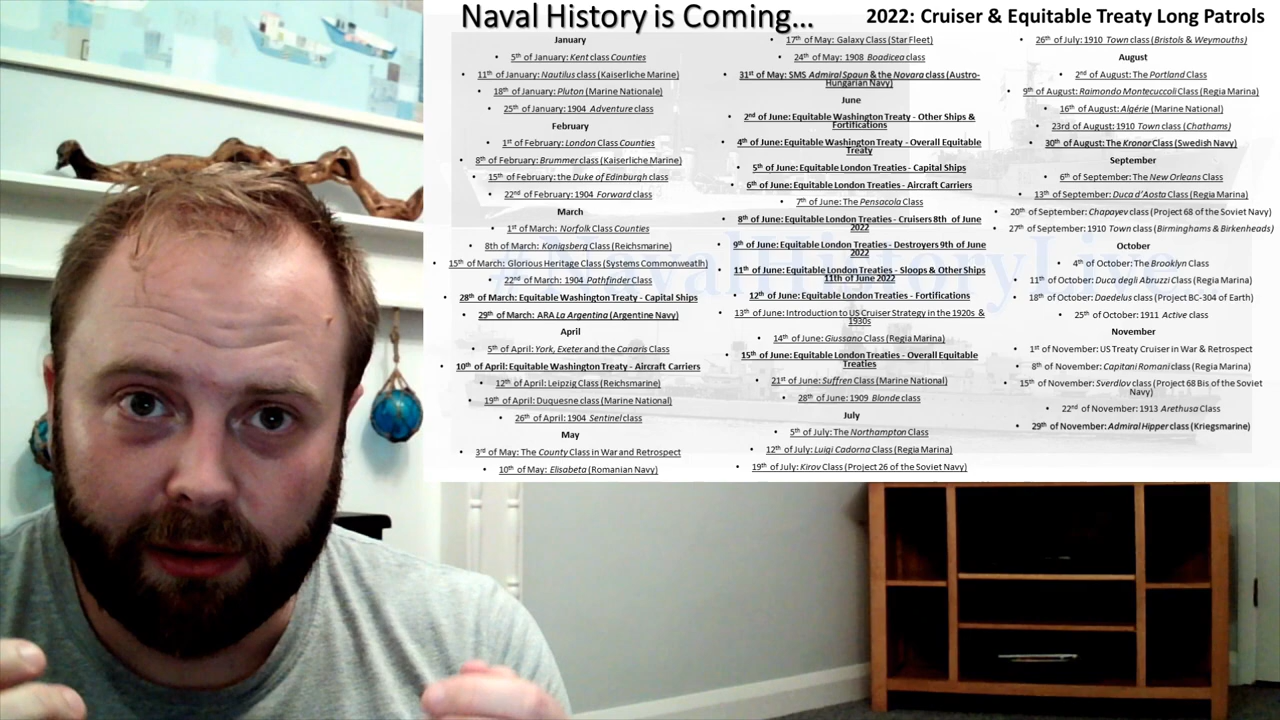 Naval History is Coming...
2022: Cruiser & Equitable Treaty Long Patrols
January
• 5th of January: Kent class Counties
• 11th of January: Nautilus class (Kaiserliche Marine)
• 18th of January: Pluton (Marine Nationale)
• 25th of January: 1904 Adventure class
February
• 1st of February: London Class Counties
• 8th of February: Brummer class (Kaiserliche Marine)
• 15th of February: the Duke of Edinburgh class
• 22nd of February: 1904 Forward class
March
• 1st of March: Norfolk Class Counties
• 8th of March: Konigsberg Class (Reichsmarine)
• 15th of March: Glorious Heritage Class (Systems Commonweatlh)
• 22nd of March: 1904 Pathfinder Class
• 28th of March: Equitable Washington Treaty - Capital Ships
• 29th of March: ARA La Argentina (Argentine Navy)
April
• 5th of April: York, Exeter and the Canaris Class
• 10th of April: Equitable Washington Treaty - Aircraft Carriers
• 12th of April: Leipzig Class (Reichsmarine)
• 19th of April: Duquesne class (Marine National)
• 26th of April: 1904 Sentinel class
May
• 3rd of May: The County Class in War and Retrospect
• 10th of May: Elisabeta (Romanian Navy)
• 17th of May: Galaxy Class (Star Fleet)
• 24th of May: 1908 Boadicea class
• 31st of May: SMS Admiral Spaun & the Novara class (Austro-
Hungarian Navy)
June
• 2nd of June: Equitable Washington Treaty - Other Ships &
Fortifications
• 4th of June: Equitable Washington Treaty - Overall Equitable
Treaty
• 5th of June: Equitable London Treaties - Capital Ships
• 6th of June: Equitable London Treaties - Aircraft Carriers
• 7th of June: The Pensacola Class
• 8th of June: Equitable London Treaties - Cruisers 8th of June
2022
• 9th of June: Equitable London Treaties - Destroyers 9th of June
2022
• 11th of June: Equitable London Treaties - Sloops & Other Ships
11th of June 2022
• 12th of June: Equitable London Treaties - Fortifications
• 13th of June: Introduction to US Cruiser Strategy in the 1920s &
1930s
• 14th of June: Giussano Class (Regia Marina)
• 15th of June: Equitable London Treaties - Overall Equitable
Treaties
• 21st of June: Suffren Class (Marine National)
• 28th of June: 1909 Blonde class
July
• 5th of July: The Northampton Class
• 12th of July: Luigi Cadorna Class (Regia Marina)
• 19th of July: Kirov Class (Project 26 of the Soviet Navy)
• 26th of July: 1910 Town class (Bristols & Weymouths)
August
• 2nd of August: The Portland Class
• 9th of August: Raimondo Montecuccoli Class (Regia Marina)
• 16th of August: Algérie (Marine National)
• 23rd of August: 1910 Town class (Chathams)
• 30th of August: The Kronor Class (Swedish Navy)
September
• 6th of September: The New Orleans Class
• 13th of September: Duca d'Aosta Class (Regia Marina)
• 20th of September: Chapayev class (Project 68 of the Soviet Navy)
• 27th of September: 1910 Town class (Birminghams & Birkenheads)
October
• 4th of October: The Brooklyn Class
• 11th of October: Duca degli Abruzzi Class (Regia Marina)
• 18th of October: Daedelus class (Project BC-304 of Earth)
• 25th of October: 1911 Active class
November
• 1st of November: US Treaty Cruiser in War & Retrospect
• 8th of November: Capitani Romani class (Regia Marina)
• 15th of November: Sverdlov class (Project 68 Bis of the Soviet
Navy)
• 22nd of November: 1913 Arethusa Class
• 29th of November: Admiral Hipper class (Kriegsmarine)
#NavalHistoryLive